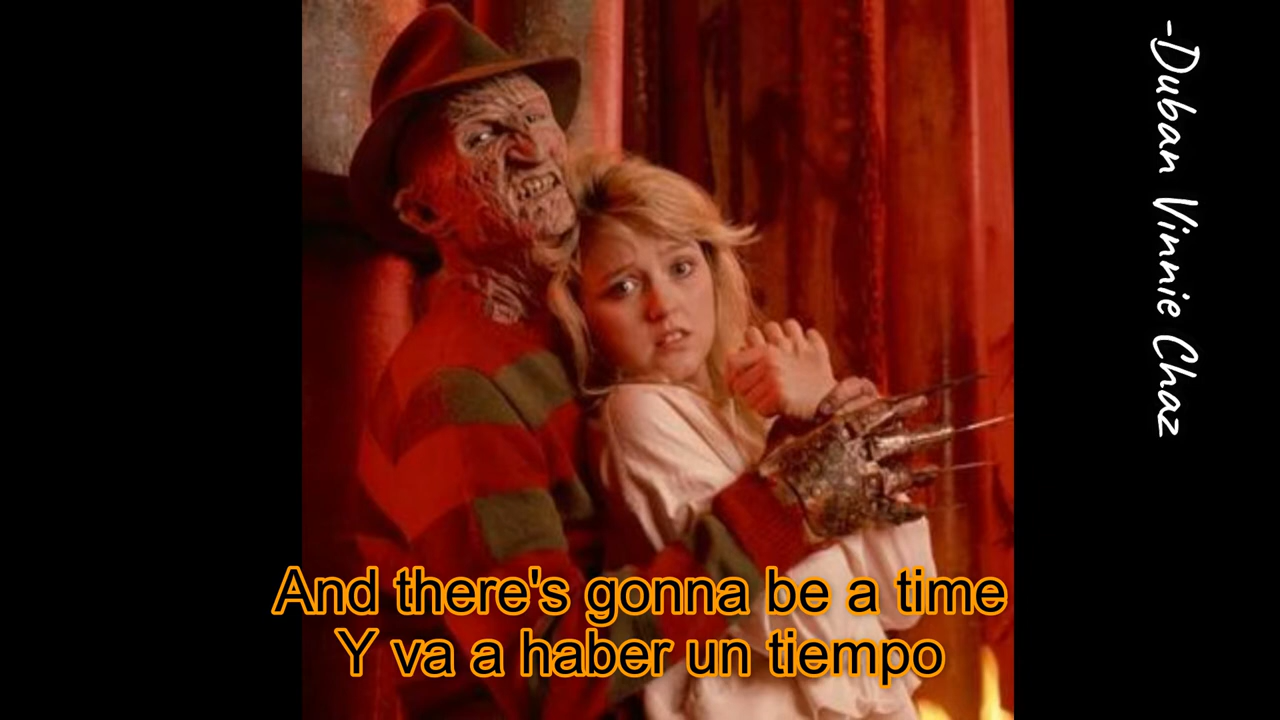 And there's gonna be a time
Y va a haber un tiempo
-Duban Vinnie Chaz